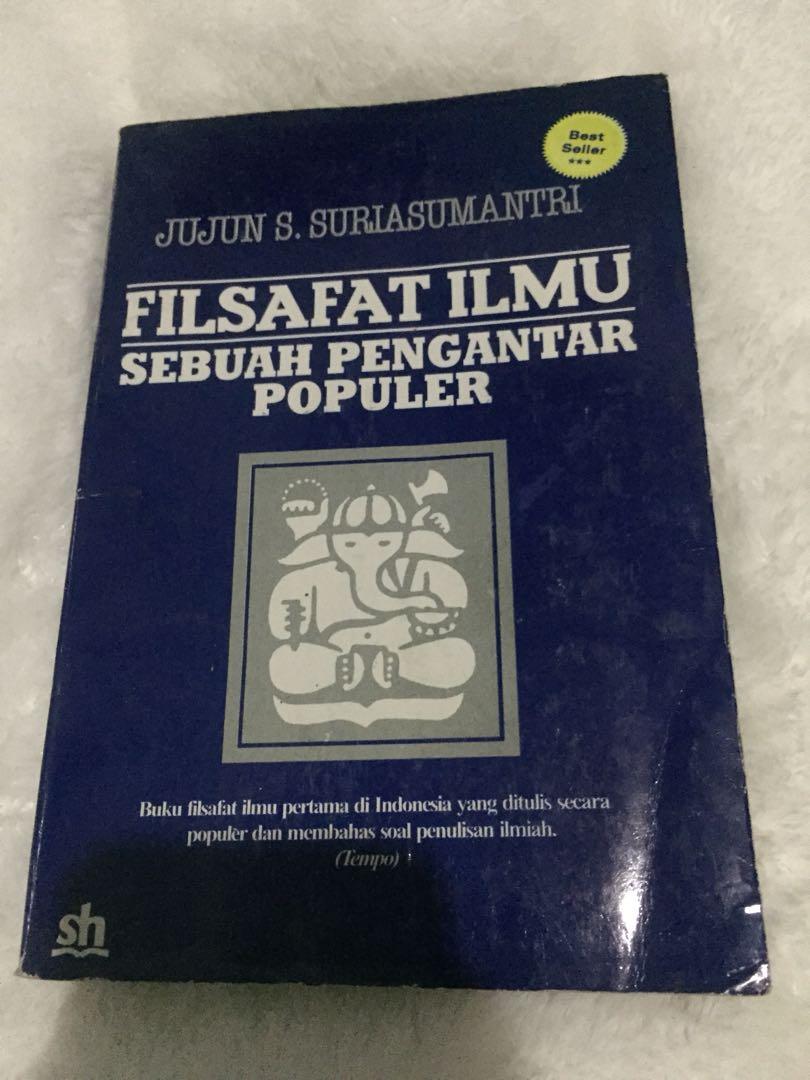 Best
Seller
***
JUJUN S. SURIASUMANTRI
FILSAFAT ILMU
SEBUAH PENGANTAR
POPULER
Buku filsafat ilmu pertama di Indonesia yang ditulis secara
populer dan membahas soal penulisan ilmiah.
(Tempo)
sh